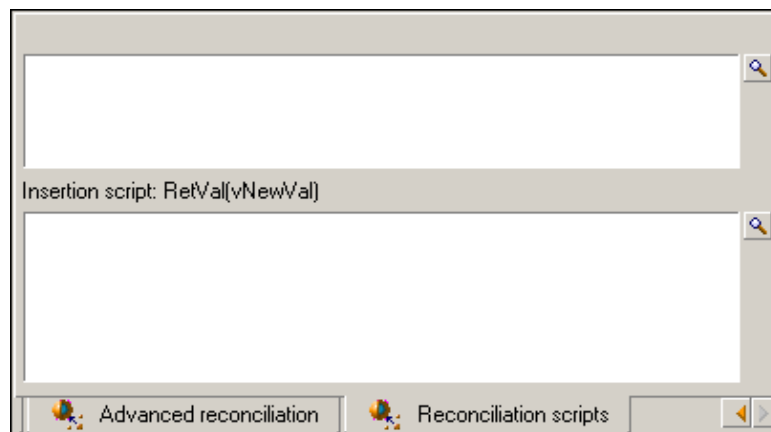 Insertion script: RetVal(vNewVal)
Advanced reconciliation
Reconciliation scripts